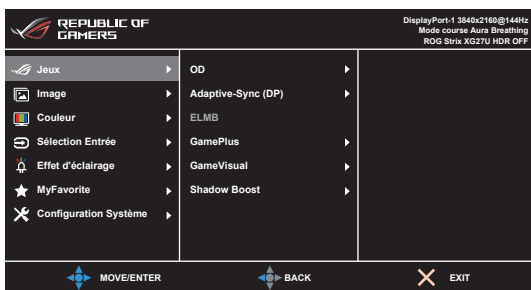 REPUBLIC OF
GAMERS
DisplayPort-1 3840x2160@144Hz
Mode course Aura Breathing
ROG Strix XG27U HDR OFF
Jeux
Image
Couleur
Sélection Entrée
Effet d'éclairage
MyFavorite
Configuration Système
OD
Adaptive-Sync (DP)
ELMB
GamePlus
GameVisual
Shadow Boost
MOVE/ENTER
BACK
EXIT